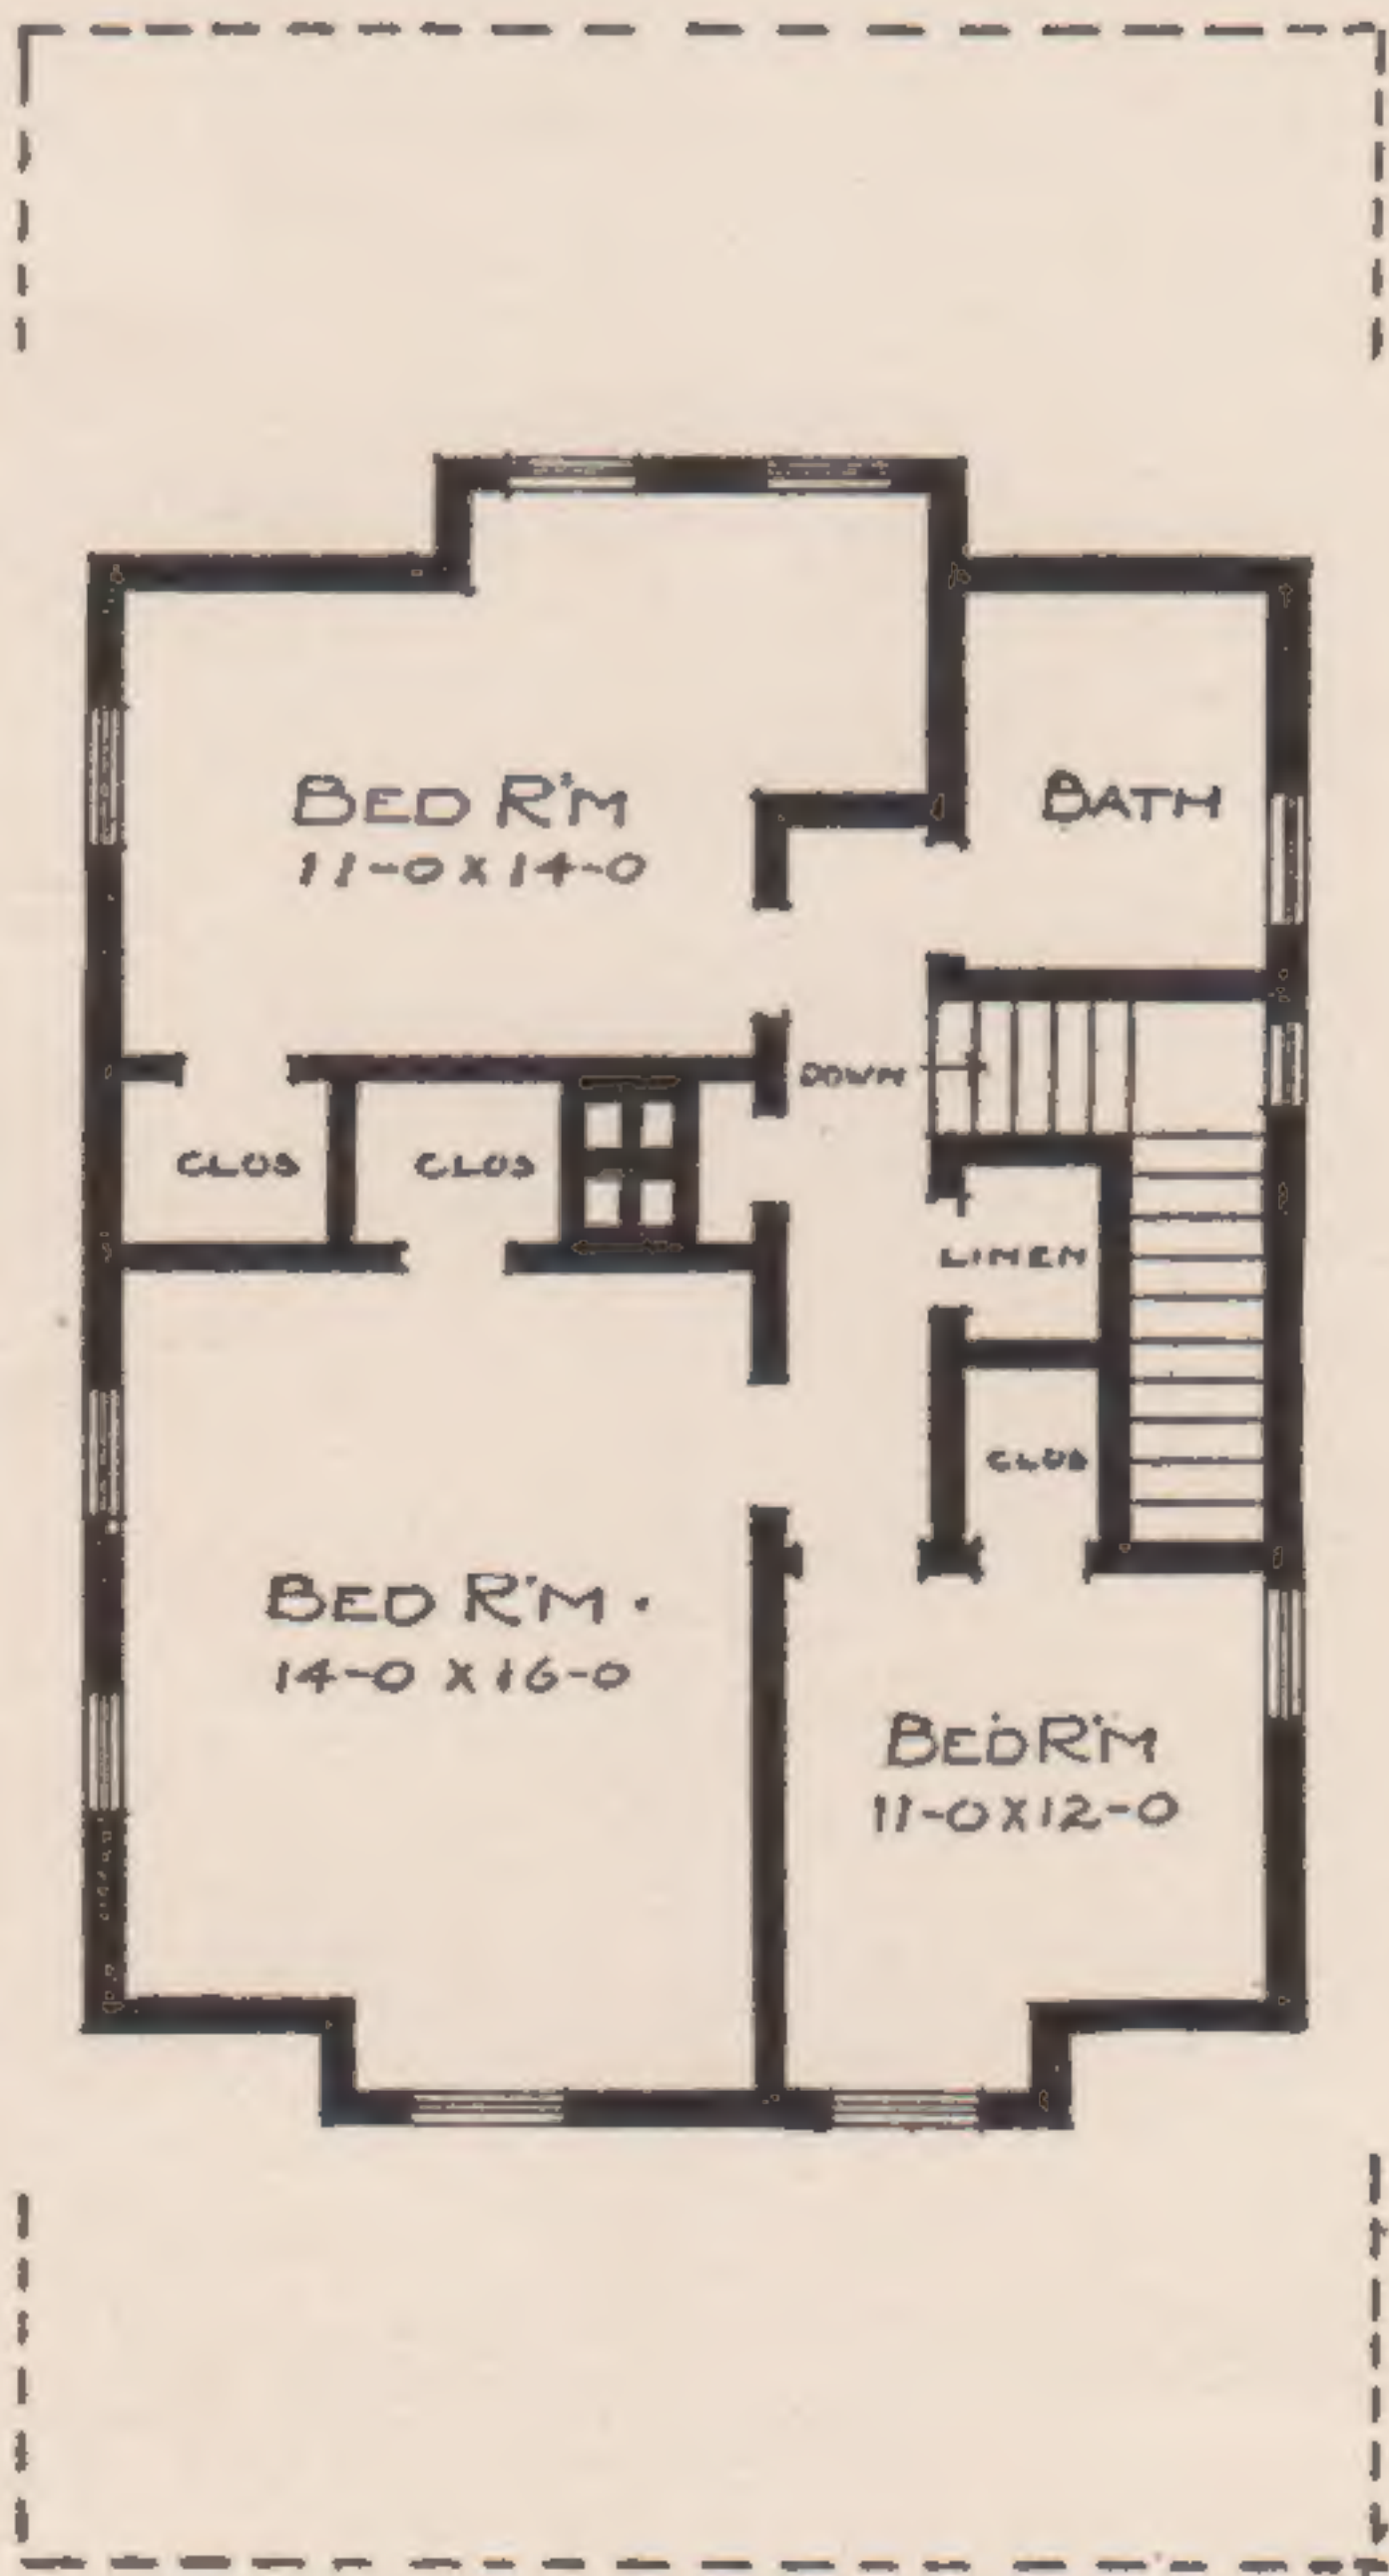 BED R'M
11-0 X 14-0
BATH
DOWN
CLOS
CLOS
LINEN
CLOS
BED R'M.
14-0 X 16-0
BED R'M
11-0 X 12-0